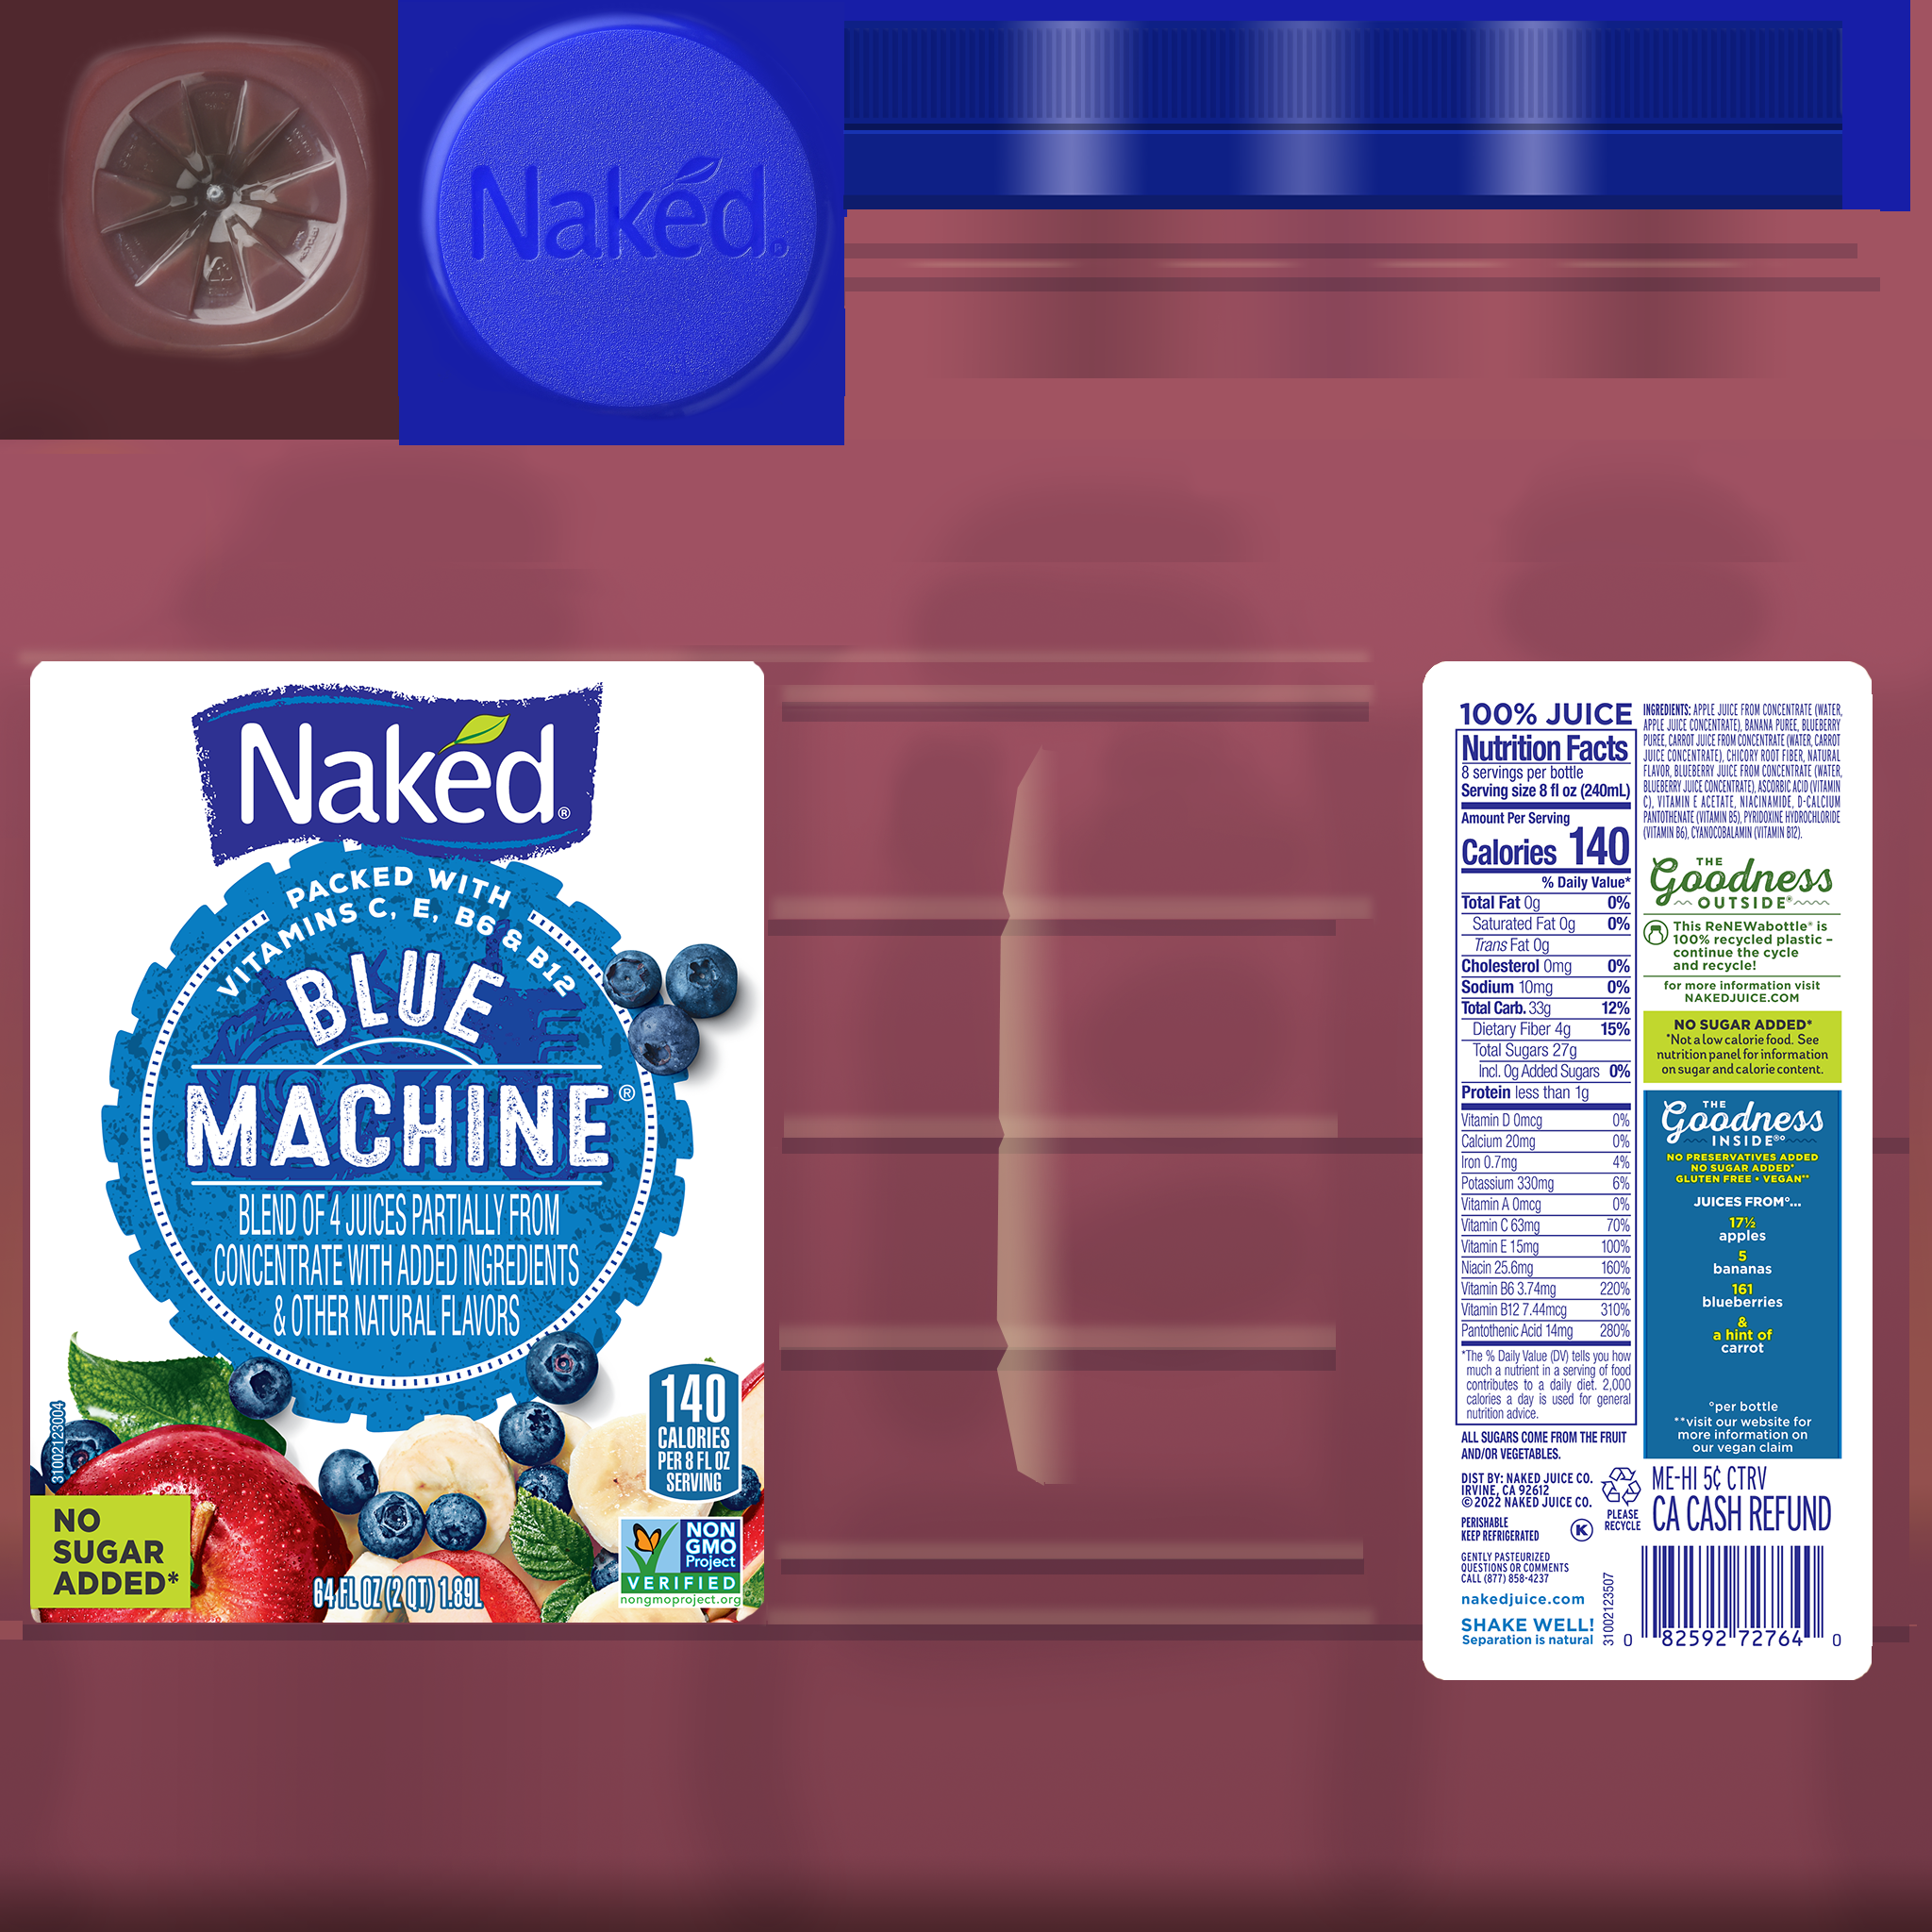 Naked®
Naked®
PACKED WITH
VITAMINS C, E, B6 & B12
BLUE
MACHINE®
BLEND OF 4 JUICES PARTIALLY FROM
CONCENTRATE WITH ADDED INGREDIENTS
& OTHER NATURAL FLAVORS
140
CALORIES
PER 8 FL OZ
SERVING
31002123004
NO
SUGAR
ADDED*
64 FL OZ (2 QT) 1.89L
NON
GMO
Project
VERIFIED
nongmoproject.org
100% JUICE
Nutrition Facts
8 servings per bottle
Serving size 8 fl oz (240mL)
Amount Per Serving
Calories 140
% Daily Value*
Total Fat 0g 0%
Saturated Fat 0g 0%
Trans Fat 0g
Cholesterol 0mg 0%
Sodium 10mg 0%
Total Carb. 33g 12%
Dietary Fiber 4g 15%
Total Sugars 27g
Incl. 0g Added Sugars 0%
Protein less than 1g
Vitamin D 0mcg 0%
Calcium 20mg 0%
Iron 0.7mg 4%
Potassium 330mg 6%
Vitamin A 0mcg 0%
Vitamin C 63mg 70%
Vitamin E 15mg 100%
Niacin 25.6mg 160%
Vitamin B6 3.74mg 220%
Vitamin B12 7.44mcg 310%
Pantothenic Acid 14mg 280%
*The % Daily Value (DV) tells you how
much a nutrient in a serving of food
contributes to a daily diet. 2,000
calories a day is used for general
nutrition advice.
ALL SUGARS COME FROM THE FRUIT
AND/OR VEGETABLES.
DIST BY: NAKED JUICE CO.
IRVINE, CA 92612
© 2022 NAKED JUICE CO.
PERISHABLE
KEEP REFRIGERATED
K
GENTLY PASTEURIZED
QUESTIONS OR COMMENTS
CALL (877) 858-4237
nakedjuice.com
SHAKE WELL!
Separation is natural
INGREDIENTS: APPLE JUICE FROM CONCENTRATE (WATER,
APPLE JUICE CONCENTRATE), BANANA PUREE, BLUEBERRY
PUREE, CARROT JUICE FROM CONCENTRATE (WATER, CARROT
JUICE CONCENTRATE), CHICORY ROOT FIBER, NATURAL
FLAVOR, BLUEBERRY JUICE FROM CONCENTRATE (WATER,
BLUEBERRY JUICE CONCENTRATE), ASCORBIC ACID (VITAMIN
C), VITAMIN E ACETATE, NIACINAMIDE, D-CALCIUM
PANTOTHENATE (VITAMIN B5), PYRIDOXINE HYDROCHLORIDE
(VITAMIN B6), CYANOCOBALAMIN (VITAMIN B12).
THE
Goodness
OUTSIDE®
This ReNEWabottle® is
100% recycled plastic –
continue the cycle
and recycle!
for more information visit
NAKEDJUICE.COM
NO SUGAR ADDED*
*Not a low calorie food. See
nutrition panel for information
on sugar and calorie content.
THE
Goodness
INSIDE®°
NO PRESERVATIVES ADDED
NO SUGAR ADDED*
GLUTEN FREE • VEGAN**
JUICES FROM°...
17½
apples
5
bananas
161
blueberries
&
a hint of
carrot
°per bottle
**visit our website for
more information on
our vegan claim
PLEASE
RECYCLE
ME-HI 5¢ CTRV
CA CASH REFUND
31002123507
0 82592 72764 0